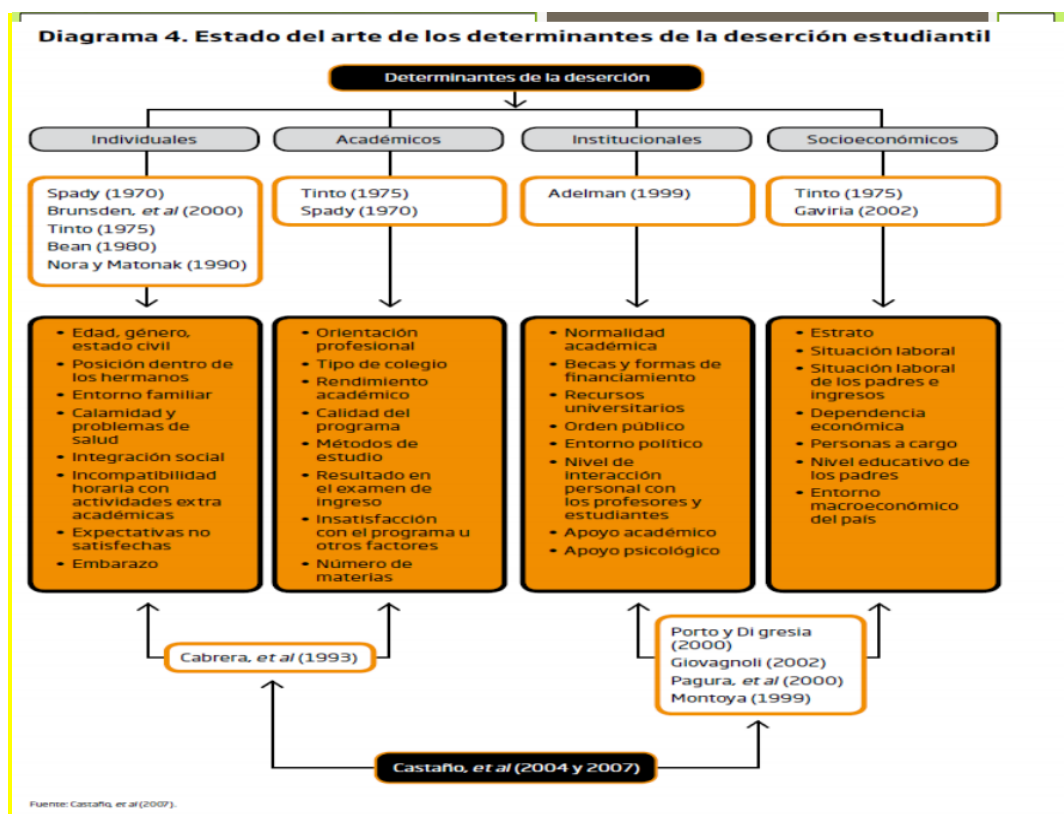 Diagrama 4. Estado del arte de los determinantes de la deserción estudiantil
Determinantes de la deserción
Individuales
Académicos
Institucionales
Socioeconómicos
Spady (1970)
Brunsden, et al (2000)
Tinto (1975)
Bean (1980)
Nora y Matonak (1990)
Tinto (1975)
Spady (1970)
Adelman (1999)
Tinto (1975)
Gaviria (2002)
• Edad, género,
estado civil
• Posición dentro de
los hermanos
• Entorno familiar
• Calamidad y
problemas de
salud
• Integración social
• Incompatibilidad
horaria con
actividades extra
académicas
• Expectativas no
satisfechas
• Embarazo
• Orientación
profesional
• Tipo de colegio
• Rendimiento
académico
• Calidad del
programa
• Métodos de
estudio
• Resultado en
el examen de
ingreso
• Insatisfacción
con el programa u
otros factores
• Número de
materias
• Normalidad
académica
• Becas y formas de
financiamiento
• Recursos
universitarios
• Orden público
• Entorno político
• Nivel de
interacción
personal con
los profesores y
estudiantes
• Apoyo académico
• Apoyo psicológico
• Estrato
• Situación laboral
• Situación laboral
de los padres e
ingresos
• Dependencia
económica
• Personas a cargo
• Nivel educativo de
los padres
• Entorno
macroeconómico
del país
Cabrera, et al (1993)
Porto y Di gresia
(2000)
Giovagnoli (2002)
Pagura, et al (2000)
Montoya (1999)
Castaño, et al (2004 y 2007)
Fuente: Castaño, et al (2007).